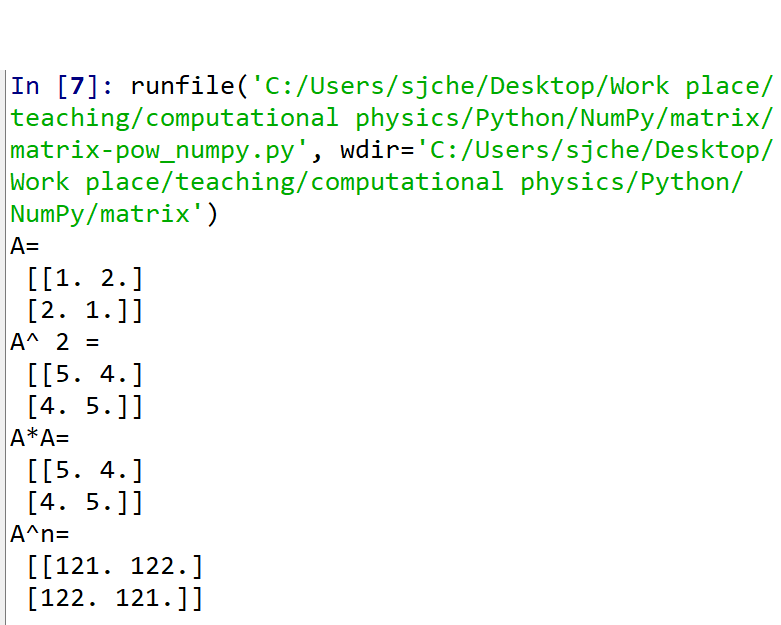 In [7]: runfile('C:/Users/sjche/Desktop/Work place/
teaching/computational physics/Python/NumPy/matrix/
matrix-pow_numpy.py', wdir='C:/Users/sjche/Desktop/
Work place/teaching/computational physics/Python/
NumPy/matrix')
A=
 [[1. 2.]
 [2. 1.]]
A^ 2 =
 [[5. 4.]
 [4. 5.]]
A*A=
 [[5. 4.]
 [4. 5.]]
A^n=
 [[121. 122.]
 [122. 121.]]